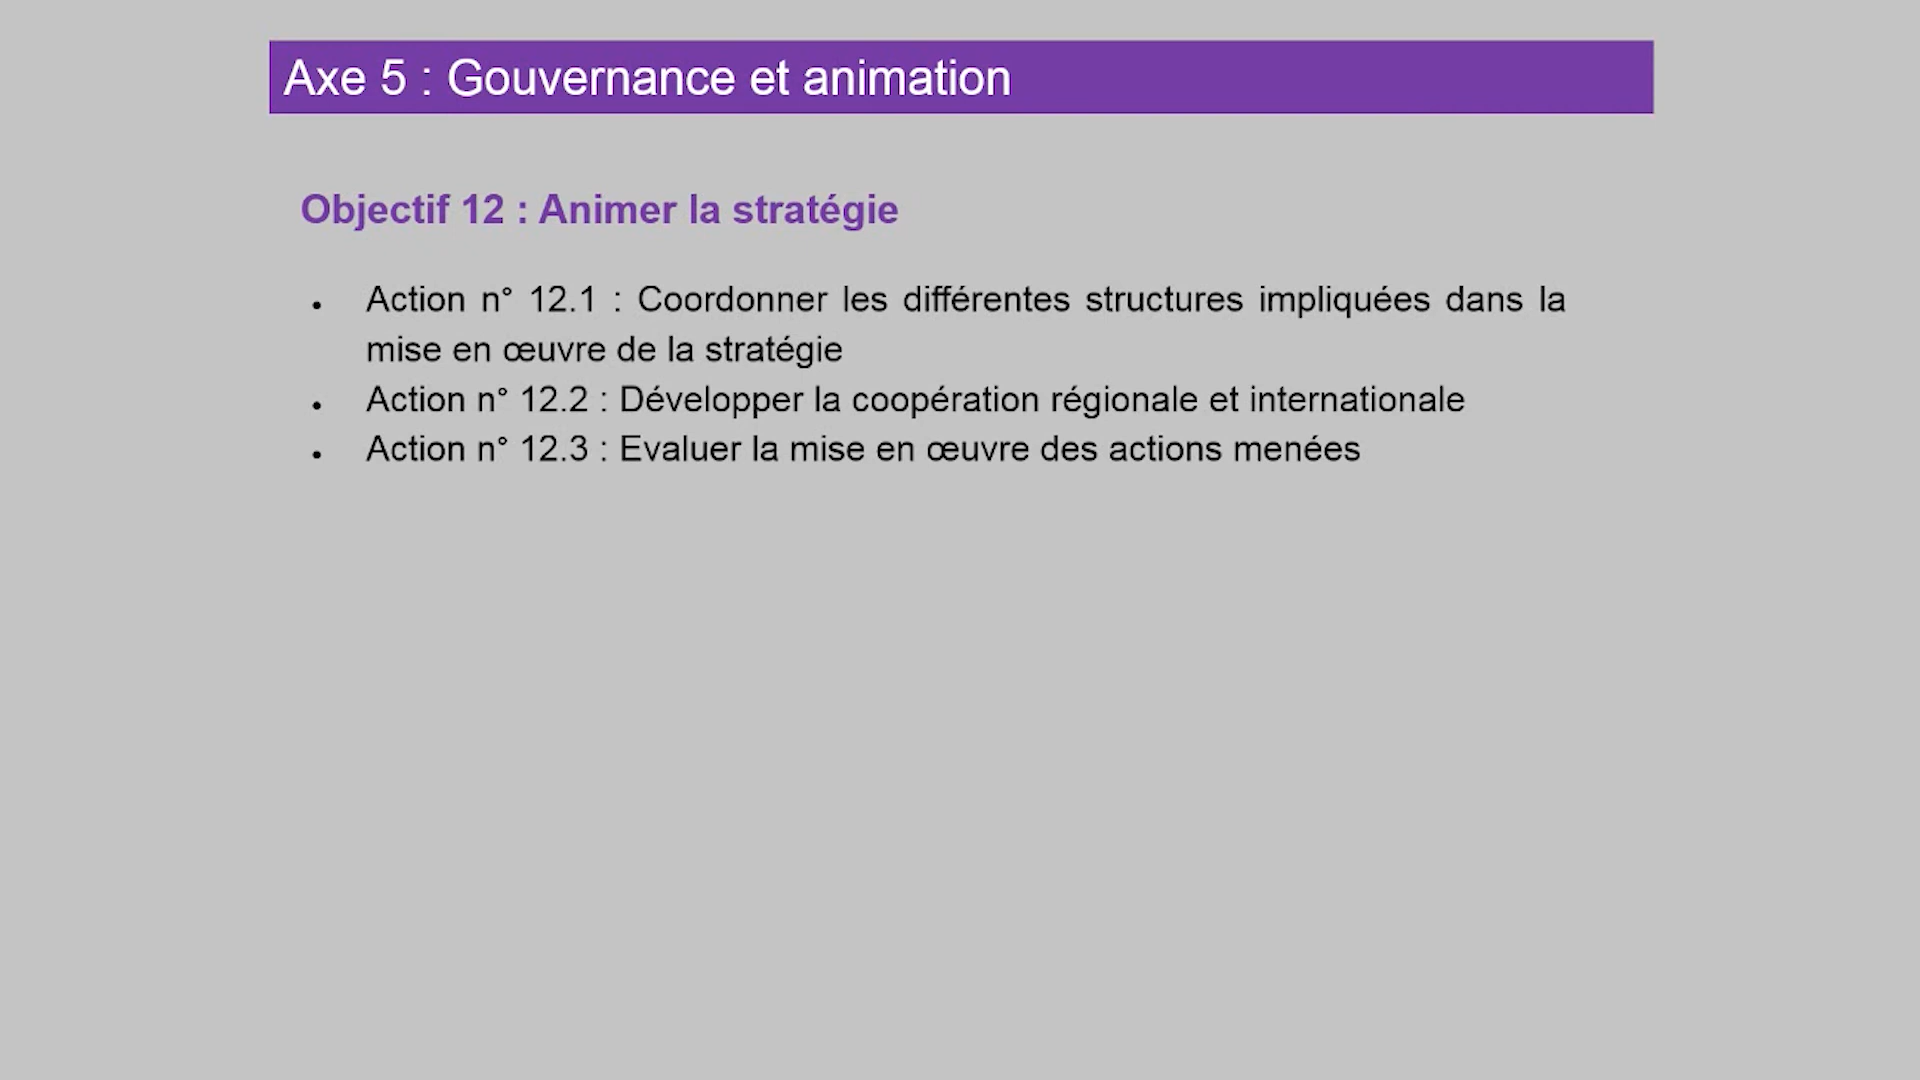 Axe 5 : Gouvernance et animation
Objectif 12 : Animer la stratégie
• Action n° 12.1 : Coordonner les différentes structures impliquées dans la
mise en œuvre de la stratégie
• Action n° 12.2 : Développer la coopération régionale et internationale
• Action n° 12.3 : Evaluer la mise en œuvre des actions menées